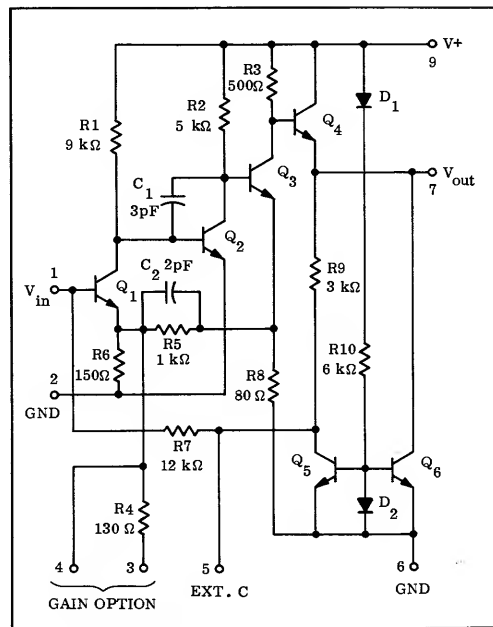 V+
9
R3
500Ω
D1
R2
5 kΩ
Q4
R1
9 kΩ
Vout
7
Q3
C1
3pF
Q2
C2 2pF
R9
3 kΩ
1
Vin
Q1
R5
1 kΩ
R10
6 kΩ
R6
150Ω
R8
80 Ω
2
GND
R7
12 kΩ
Q5
Q6
D2
R4
130 Ω
4
3
5
6
GAIN OPTION
EXT. C
GND